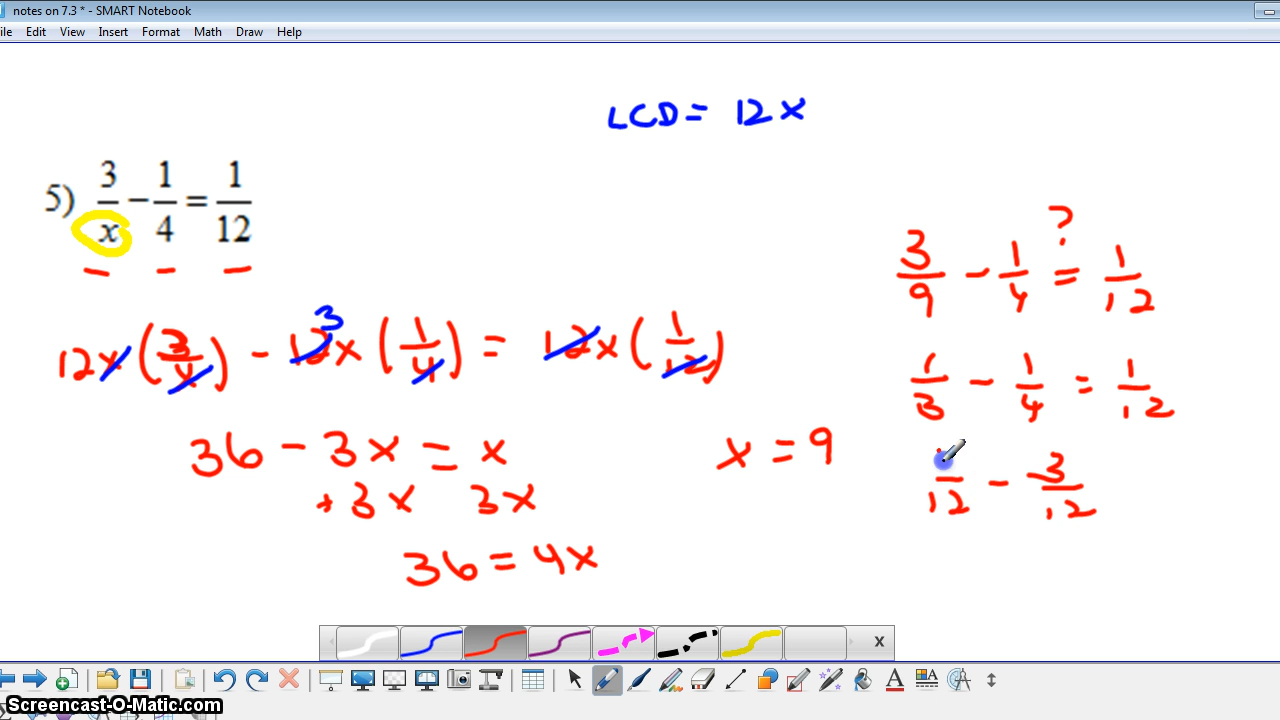 notes on 7.3 * - SMART Notebook
ile Edit View Insert Format Math Draw Help
LCD = 12x
5) 3/x - 1/4 = 1/12
12x (3/x) - 12x (1/4) = 12x (1/12)
3
36 - 3x = x
+ 3x 3x
36 = 4x
x = 9
?
3/9 - 1/4 = 1/12
1/3 - 1/4 = 1/12
/12 - 3/12
x
Screencast-O-Matic.com
A